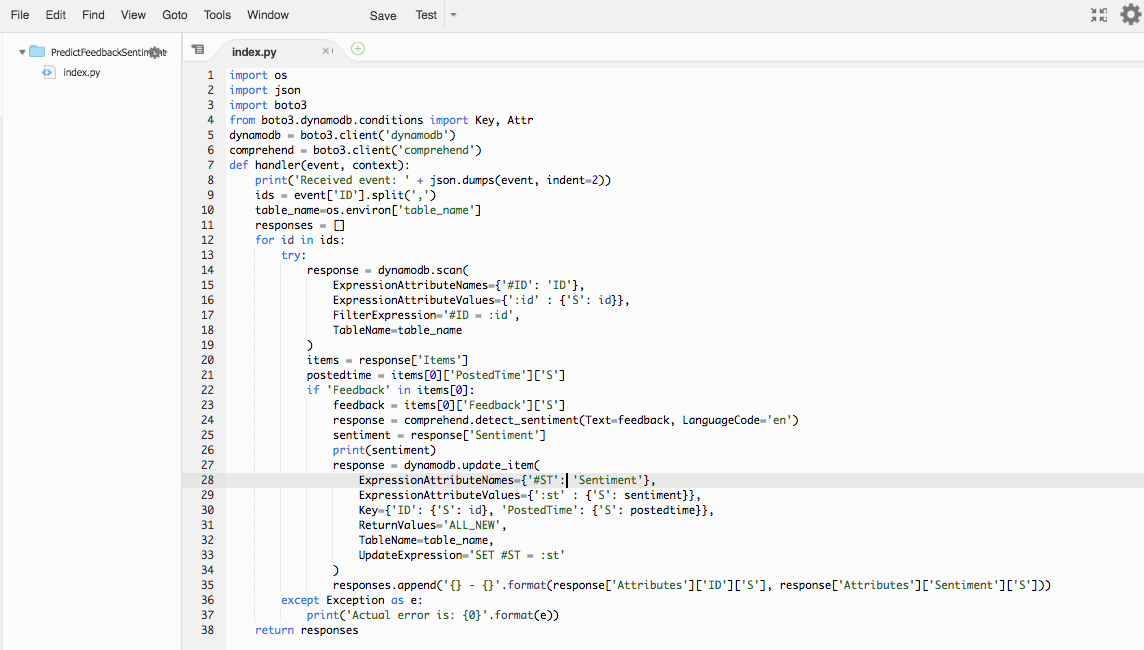 File Edit Find View Goto Tools Window Save Test
PredictFeedbackSentiment
index.py
index.py
1 import os
2 import json
3 import boto3
4 from boto3.dynamodb.conditions import Key, Attr
5 dynamodb = boto3.client('dynamodb')
6 comprehend = boto3.client('comprehend')
7 def handler(event, context):
8     print('Received event: ' + json.dumps(event, indent=2))
9     ids = event['ID'].split(',')
10     table_name=os.environ['table_name']
11     responses = []
12     for id in ids:
13         try:
14             response = dynamodb.scan(
15                 ExpressionAttributeNames={'#ID': 'ID'},
16                 ExpressionAttributeValues={':id' : {'S': id}},
17                 FilterExpression='#ID = :id',
18                 TableName=table_name
19             )
20             items = response['Items']
21             postedtime = items[0]['PostedTime']['S']
22             if 'Feedback' in items[0]:
23                 feedback = items[0]['Feedback']['S']
24                 response = comprehend.detect_sentiment(Text=feedback, LanguageCode='en')
25                 sentiment = response['Sentiment']
26                 print(sentiment)
27                 response = dynamodb.update_item(
28                     ExpressionAttributeNames={'#ST': 'Sentiment'},
29                     ExpressionAttributeValues={':st' : {'S': sentiment}},
30                     Key={'ID': {'S': id}, 'PostedTime': {'S': postedtime}},
31                     ReturnValues='ALL_NEW',
32                     TableName=table_name,
33                     UpdateExpression='SET #ST = :st'
34                 )
35                 responses.append('{} - {}'.format(response['Attributes']['ID']['S'], response['Attributes']['Sentiment']['S']))
36         except Exception as e:
37             print('Actual error is: {0}'.format(e))
38     return responses